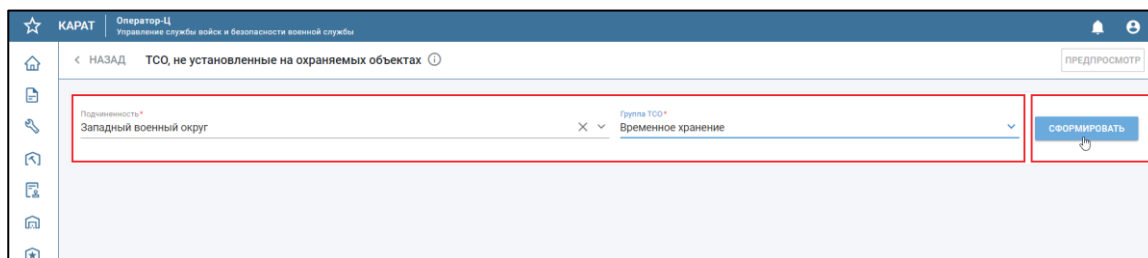 КАРАТ
Оператор-Ц
Управление службы войск и безопасности военной службы
НАЗАД ТСО, не установленные на охраняемых объектах
ПРЕДПРОСМОТР
Подчиненность* Группа ТСО*
Западный военный округ Временное хранение
СФОРМИРОВАТЬ